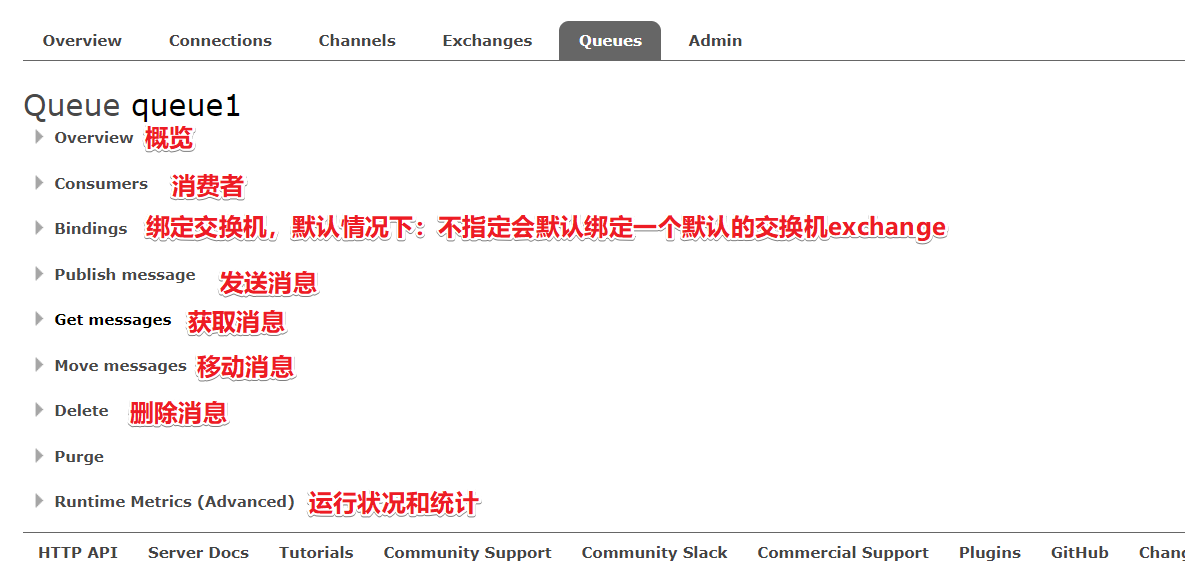 Overview Connections Channels Exchanges Queues Admin
Queue queue1
Overview 概览
Consumers 消费者
Bindings 绑定交换机，默认情况下：不指定会默认绑定一个默认的交换机exchange
Publish message 发送消息
Get messages 获取消息
Move messages 移动消息
Delete 删除消息
Purge
Runtime Metrics (Advanced) 运行状况和统计
HTTP API Server Docs Tutorials Community Support Community Slack Commercial Support Plugins GitHub Chang